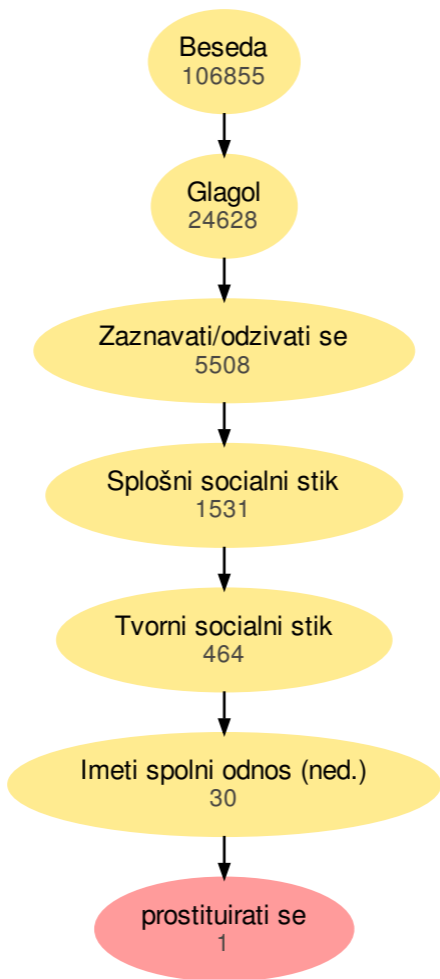 Beseda
106855
Glagol
24628
Zaznavati/odzivati se
5508
Splošni socialni stik
1531
Tvorni socialni stik
464
Imeti spolni odnos (ned.)
30
prostituirati se
1